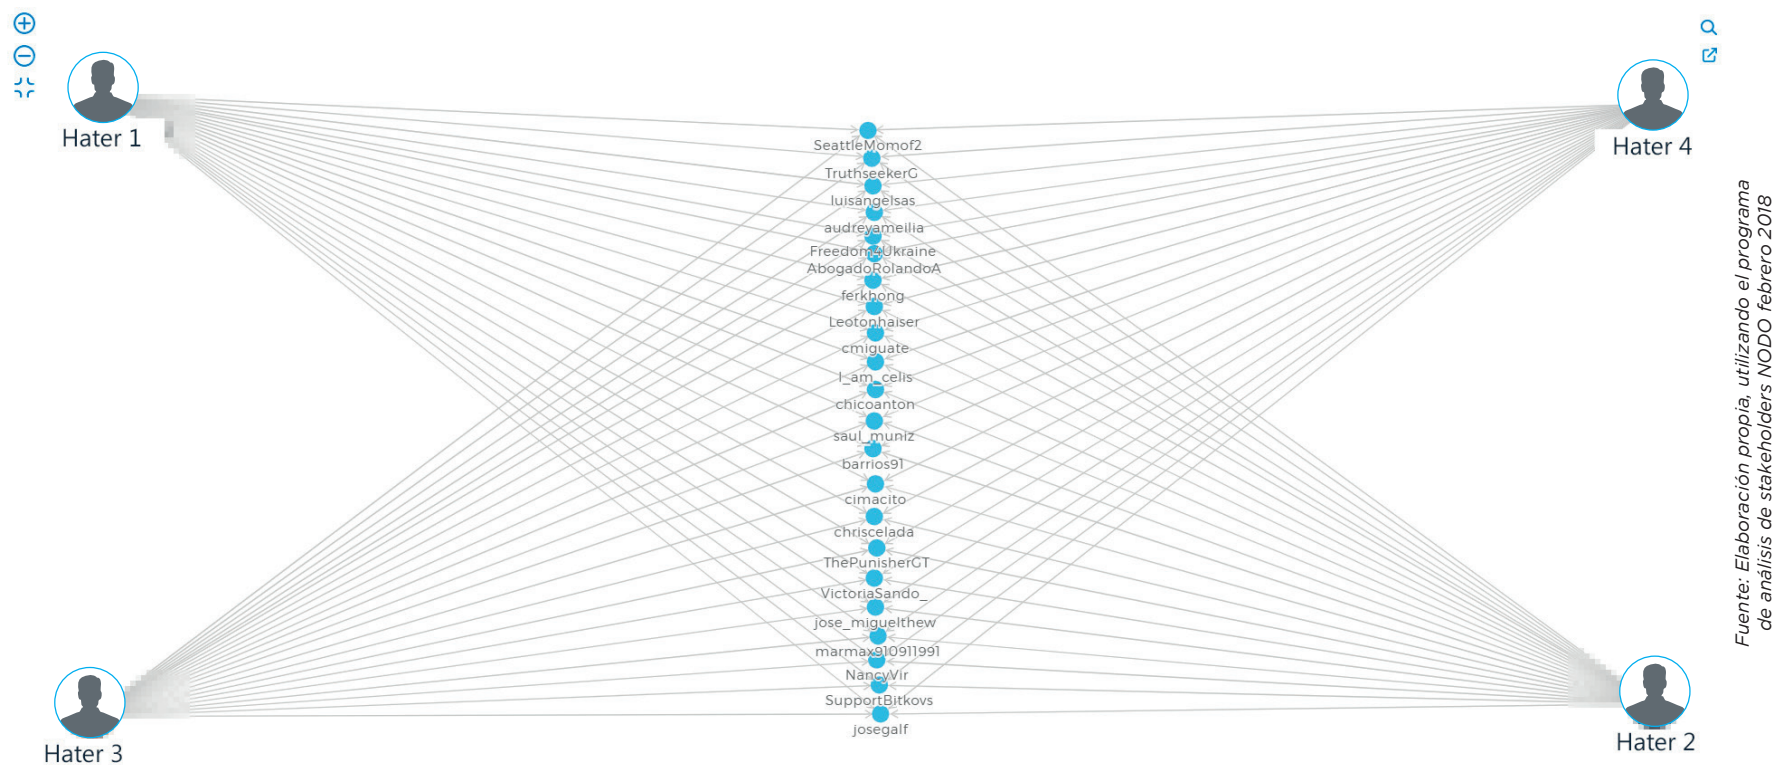 Hater 1
Hater 4
SeattleMomof2
TruthseekerG
luisangelsas
audreyameilia
Freedom4Ukraine
AbogadoRolandoA
ferkhong
Leotonhaiser
cmiguate
I_am_celis
chicoanton
saul_muniz
barrios91
cimacito
chriscelada
ThePunisherGT
VictoriaSando_
jose_miguelthew
marmax910911991
NancyVir
SupportBitkovs
josegalf
Hater 3
Hater 2
Fuente: Elaboración propia, utilizando el programa
de análisis de stakeholders NODO febrero 2018